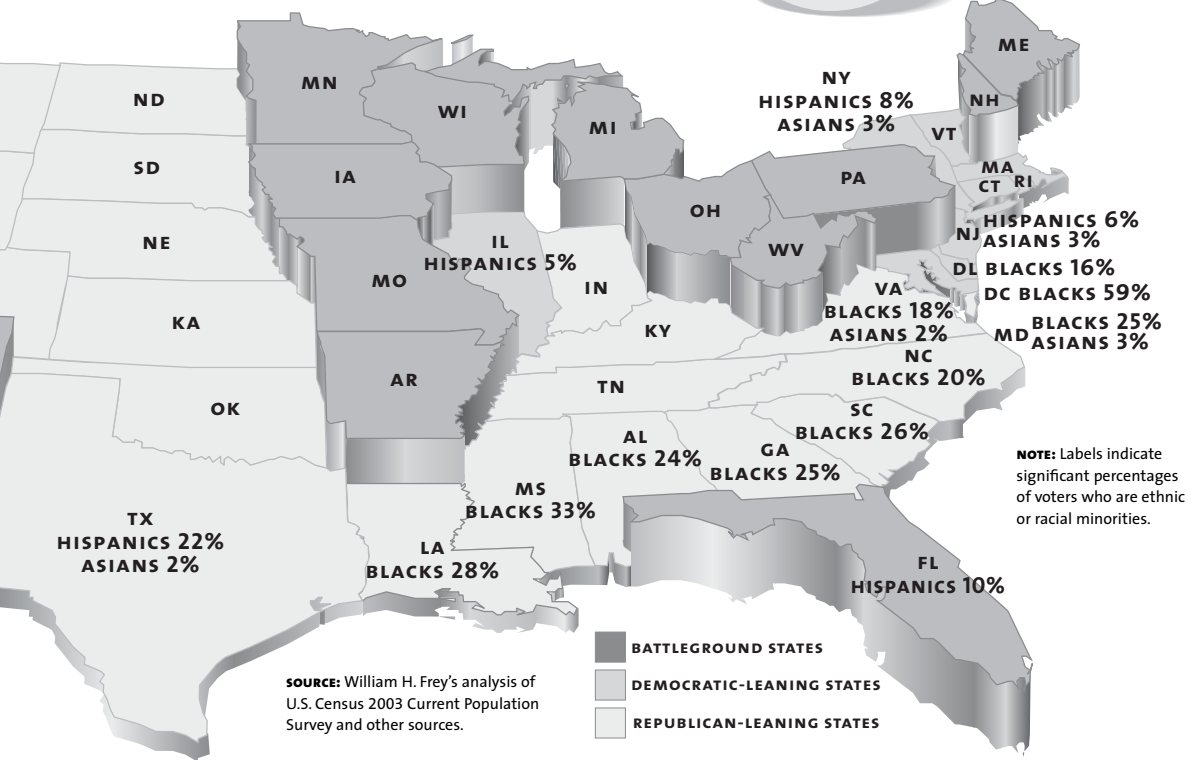 ME
MN
NY
HISPANICS 8%
ASIANS 3%
ND
NH
WI
MI
VT
SD
MA
IA
PA
CT
RI
OH
HISPANICS 6%
NJ
ASIANS 3%
NE
WV
IL
HISPANICS 5%
DL BLACKS 16%
MO
IN
VA
BLACKS 18%
ASIANS 2%
DC BLACKS 59%
KA
KY
MD
BLACKS 25%
ASIANS 3%
NC
BLACKS 20%
AR
TN
OK
SC
BLACKS 26%
AL
BLACKS 24%
GA
BLACKS 25%
NOTE: Labels indicate
significant percentages
of voters who are ethnic
or racial minorities.
MS
BLACKS 33%
TX
HISPANICS 22%
ASIANS 2%
LA
BLACKS 28%
FL
HISPANICS 10%
BATTLEGROUND STATES
DEMOCRATIC-LEANING STATES
REPUBLICAN-LEANING STATES
SOURCE: William H. Frey's analysis of
U.S. Census 2003 Current Population
Survey and other sources.